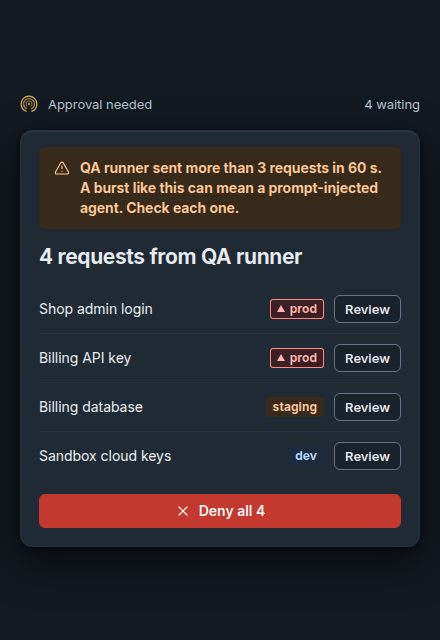 Approval needed
4 waiting
QA runner sent more than 3 requests in 60 s.
A burst like this can mean a prompt-injected
agent. Check each one.
4 requests from QA runner
Shop admin login prod Review
Billing API key prod Review
Billing database staging Review
Sandbox cloud keys dev Review
Deny all 4